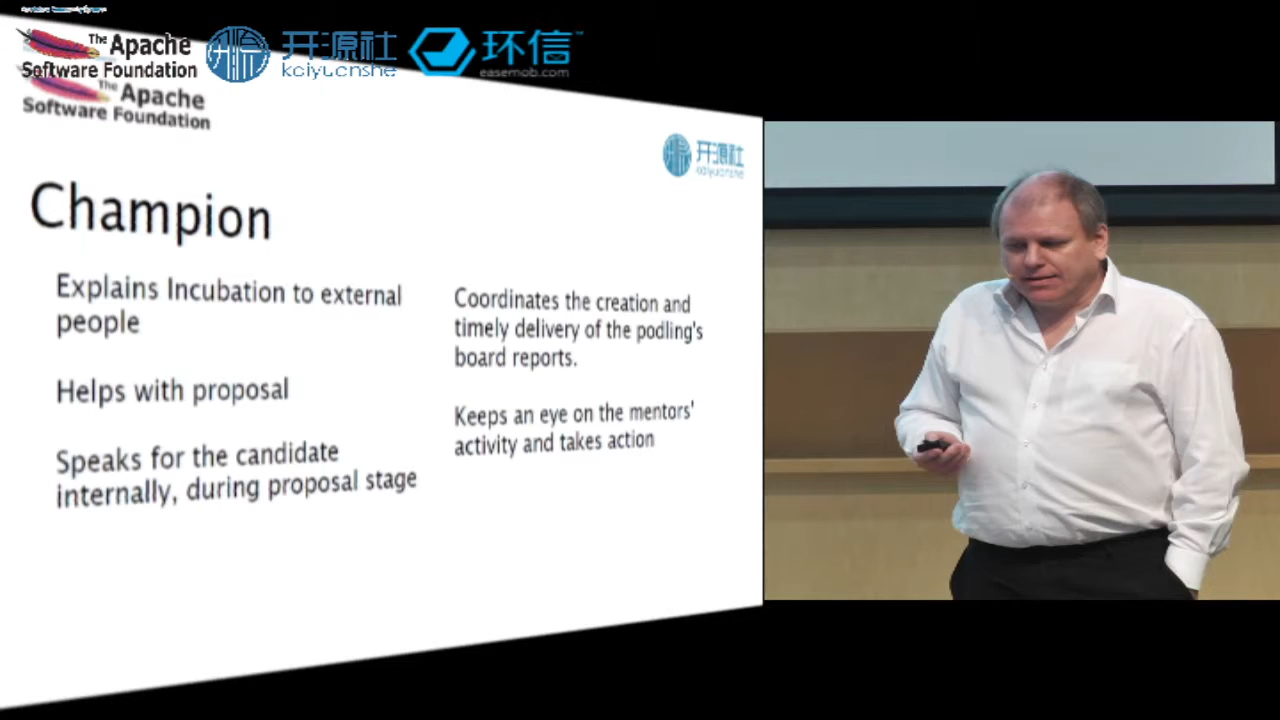 The Apache
Software Foundation
开源社
kaiyuanshe
环信
easemob.com
The Apache
Software Foundation
开源社
kaiyuanshe
Champion
Explains Incubation to external
people
Helps with proposal
Speaks for the candidate
internally, during proposal stage
Coordinates the creation and
timely delivery of the podling's
board reports.
Keeps an eye on the mentors'
activity and takes action